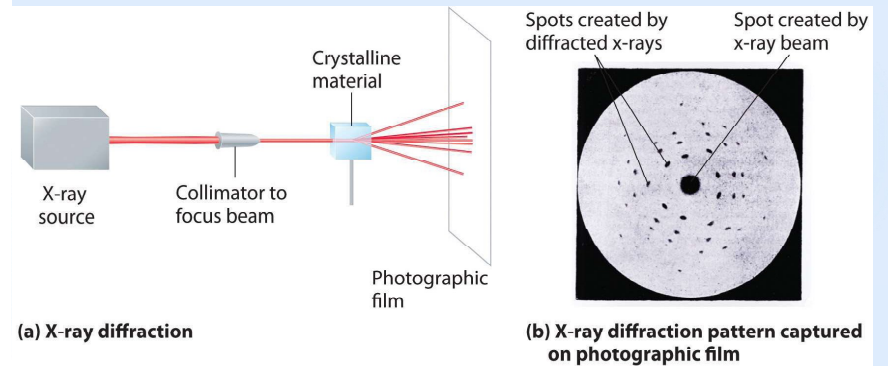 X-ray
source
Collimator to
focus beam
Crystalline
material
Photographic
film
(a) X-ray diffraction
Spots created by
diffracted x-rays
Spot created by
x-ray beam
(b) X-ray diffraction pattern captured
on photographic film